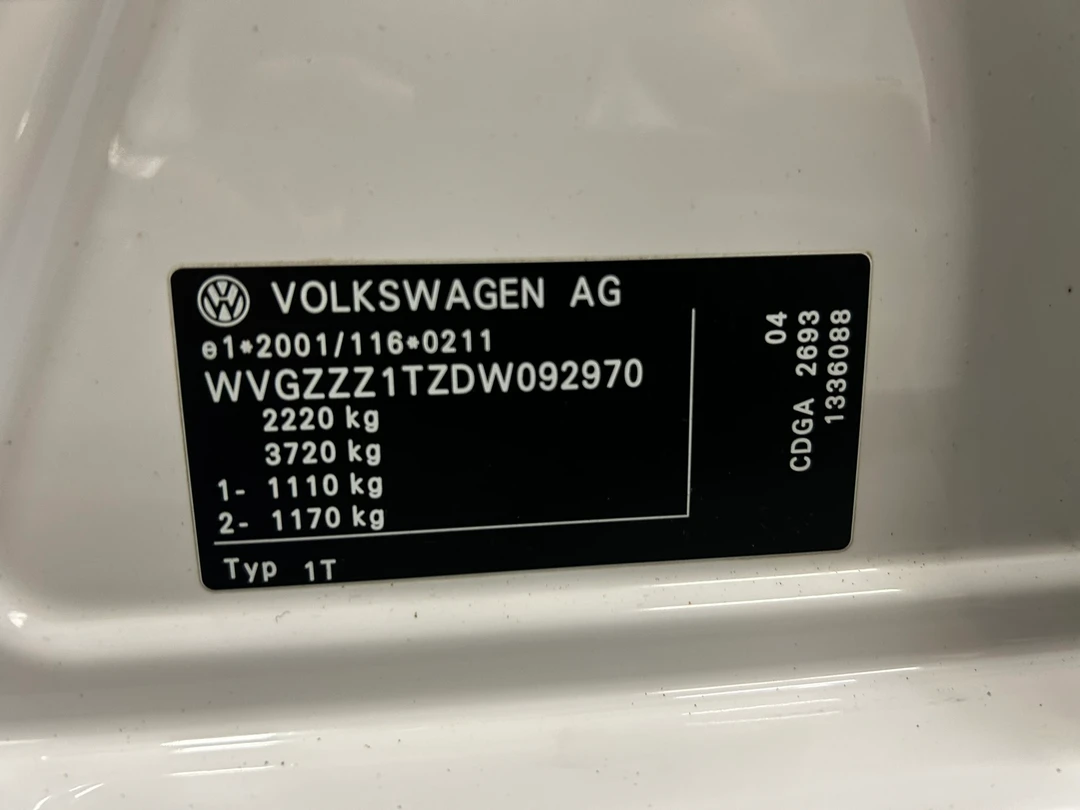 VOLKSWAGEN AG
e1*2001/116*0211
WVGZZZ1TZDW092970
2220 kg
3720 kg
1- 1110 kg
2- 1170 kg
Typ 1T
04
CDGA 2693
1336088